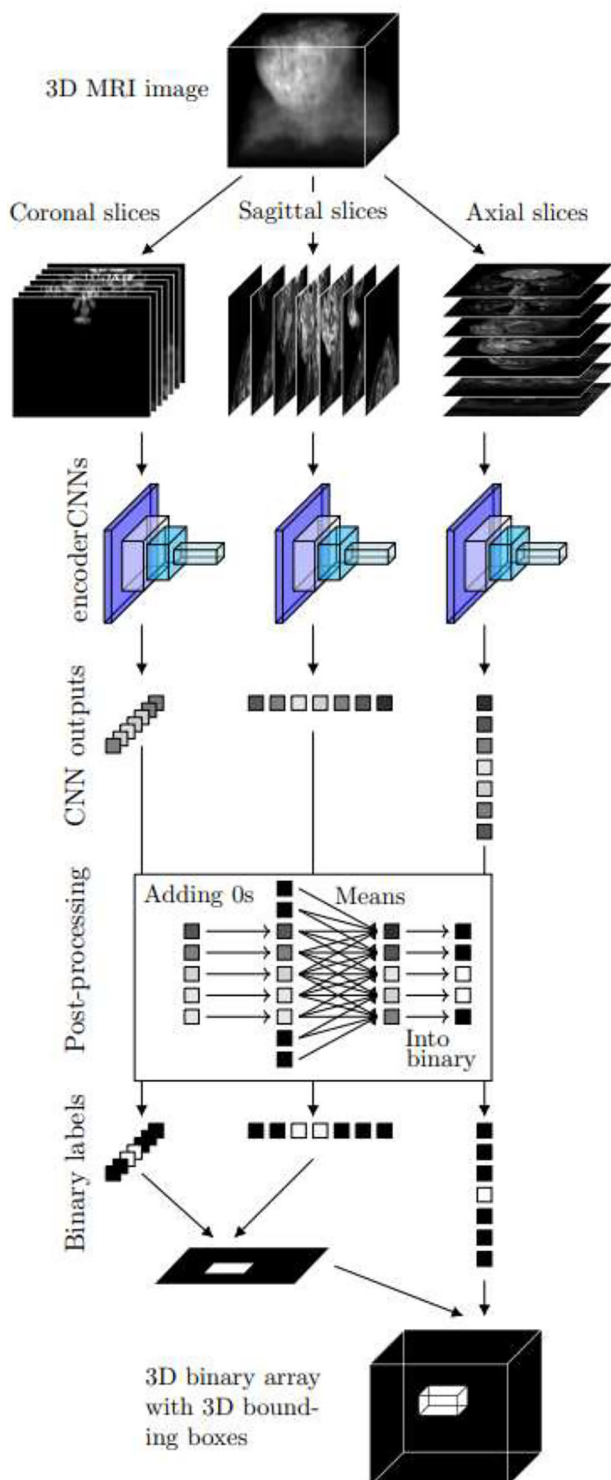 3D MRI image
Coronal slices
Sagittal slices
Axial slices
encoderCNNs
CNN outputs
Post-processing
Adding 0s
Means
Into
binary
Binary labels
3D binary array
with 3D bound-
ing boxes